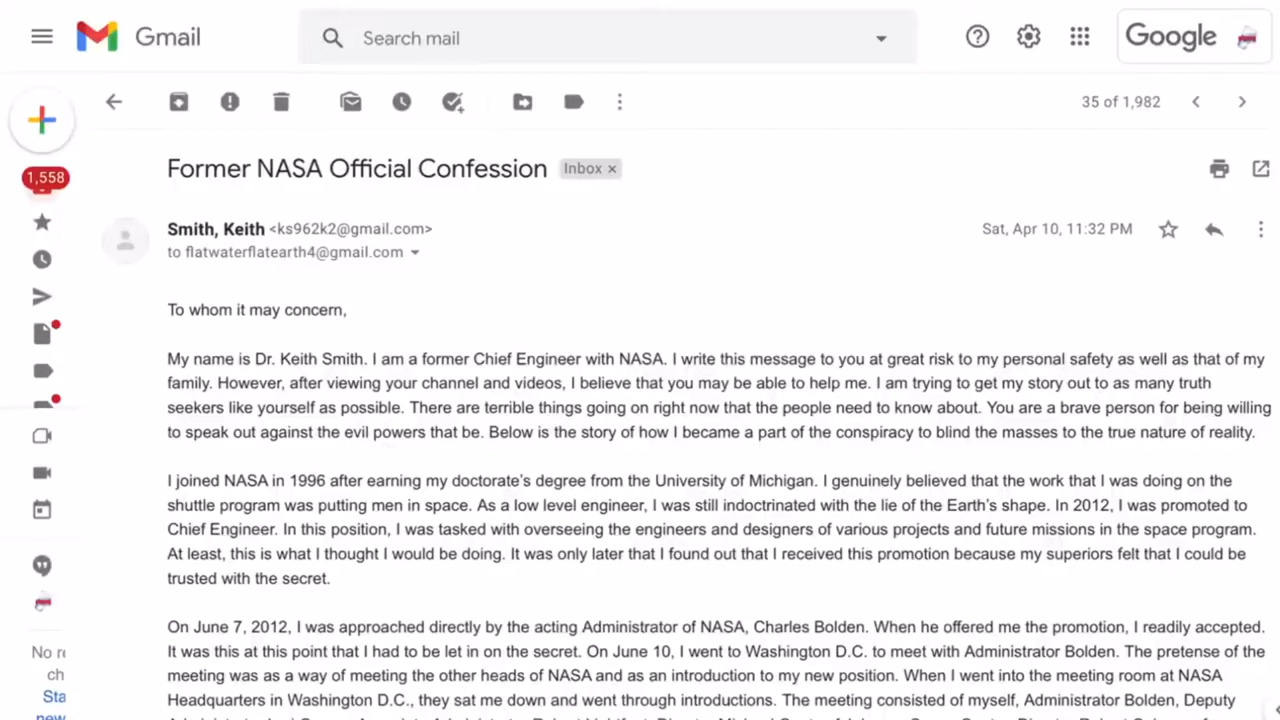 Gmail
Search mail
Google
35 of 1,982
Former NASA Official Confession
Inbox ×
1,558
Smith, Keith <ks962k2@gmail.com>
Sat, Apr 10, 11:32 PM
to flatwaterflatearth4@gmail.com
To whom it may concern,
My name is Dr. Keith Smith. I am a former Chief Engineer with NASA. I write this message to you at great risk to my personal safety as well as that of my
family. However, after viewing your channel and videos, I believe that you may be able to help me. I am trying to get my story out to as many truth
seekers like yourself as possible. There are terrible things going on right now that the people need to know about. You are a brave person for being willing
to speak out against the evil powers that be. Below is the story of how I became a part of the conspiracy to blind the masses to the true nature of reality.
I joined NASA in 1996 after earning my doctorate's degree from the University of Michigan. I genuinely believed that the work that I was doing on the
shuttle program was putting men in space. As a low level engineer, I was still indoctrinated with the lie of the Earth's shape. In 2012, I was promoted to
Chief Engineer. In this position, I was tasked with overseeing the engineers and designers of various projects and future missions in the space program.
At least, this is what I thought I would be doing. It was only later that I found out that I received this promotion because my superiors felt that I could be
trusted with the secret.
On June 7, 2012, I was approached directly by the acting Administrator of NASA, Charles Bolden. When he offered me the promotion, I readily accepted.
It was this at this point that I had to be let in on the secret. On June 10, I went to Washington D.C. to meet with Administrator Bolden. The pretense of the
meeting was as a way of meeting the other heads of NASA and as an introduction to my new position. When I went into the meeting room at NASA
Headquarters in Washington D.C., they sat me down and went through introductions. The meeting consisted of myself, Administrator Bolden, Deputy
No
ch
Sta
new